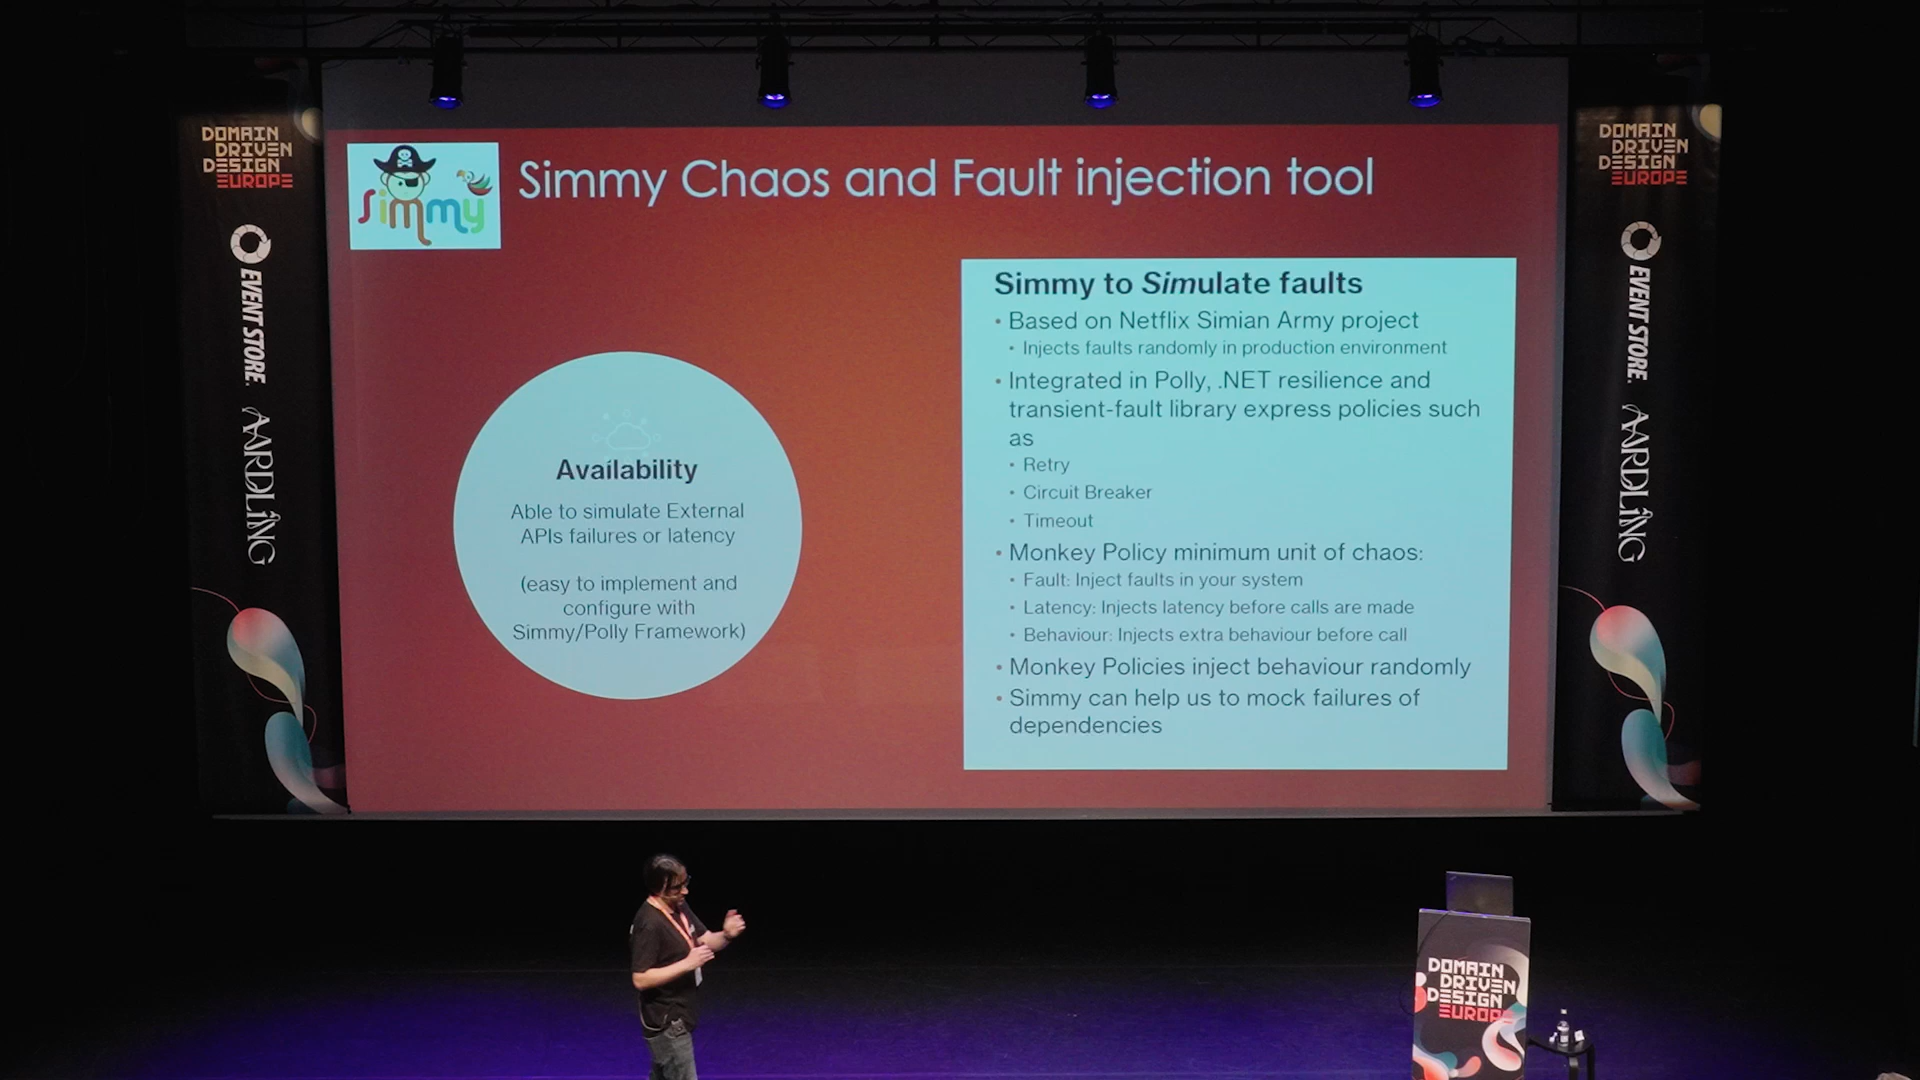 DOMAIN
DRIVEN
DESIGN
EUROPE
EVENT STORE.
AARDLING
simmy
Simmy Chaos and Fault injection tool
Availability
Able to simulate External
APIs failures or latency
(easy to implement and
configure with
Simmy/Polly Framework)
Simmy to Simulate faults
• Based on Netflix Simian Army project
• Injects faults randomly in production environment
• Integrated in Polly, .NET resilience and
transient-fault library express policies such
as
• Retry
• Circuit Breaker
• Timeout
• Monkey Policy minimum unit of chaos:
• Fault: Inject faults in your system
• Latency: Injects latency before calls are made
• Behaviour: Injects extra behaviour before call
• Monkey Policies inject behaviour randomly
• Simmy can help us to mock failures of
dependencies
DOMAIN
DRIVEN
DESIGN
EUROPE
EVENT STORE.
AARDLING
DOMAIN
DRIVEN
DESIGN
EUROPE